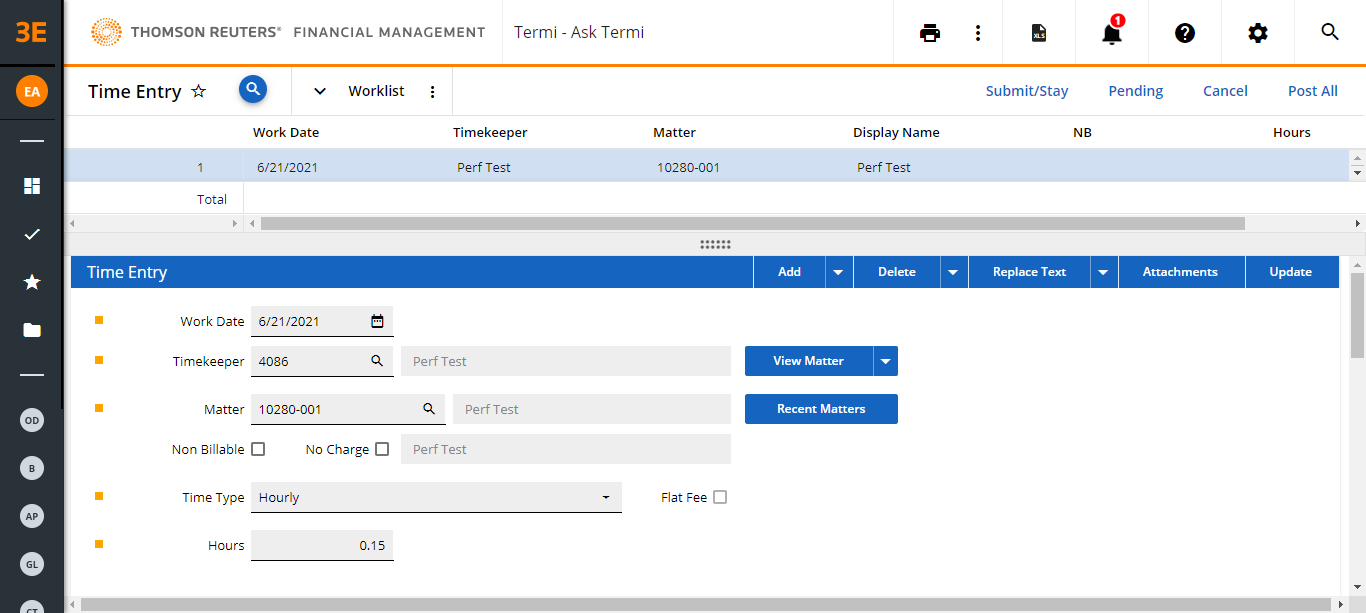 3E THOMSON REUTERS® FINANCIAL MANAGEMENT Termi - Ask Termi XLS 1
EA Time Entry Worklist Submit/Stay Pending Cancel Post All
Work Date Timekeeper Matter Display Name NB Hours
1 6/21/2021 Perf Test 10280-001 Perf Test
Total
Time Entry Add Delete Replace Text Attachments Update
Work Date 6/21/2021
Timekeeper 4086 Perf Test View Matter
Matter 10280-001 Perf Test Recent Matters
Non Billable No Charge Perf Test
Time Type Hourly Flat Fee
Hours 0.15
OD
B
AP
GL
CT